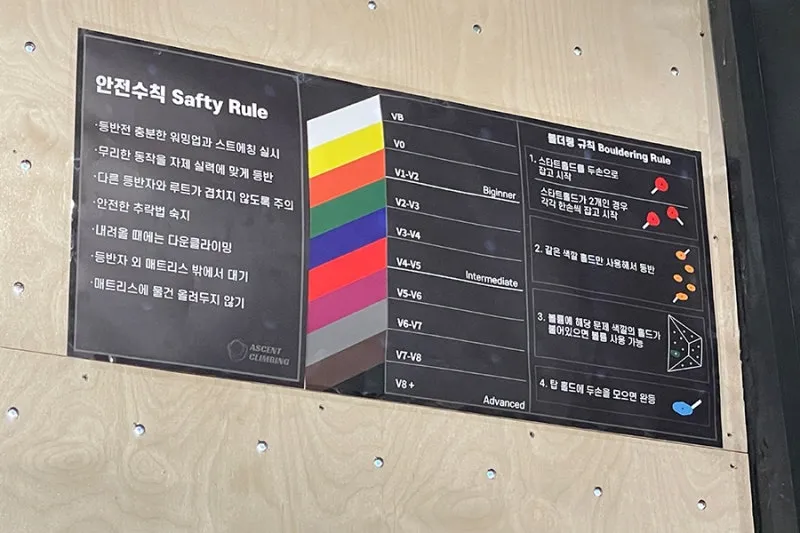 안전수칙 Safty Rule
·등반전 충분한 워밍업과 스트에칭 실시
·무리한 동작을 자제 실력에 맞게 등반
·다른 등반자와 루트가 겹치지 않도록 주의
·안전한 추락법 숙지
·내려올 때에는 다운클라이밍
·등반자 외 매트리스 밖에서 대기
·매트리스에 물건 올려두지 않기
ASCENT
CLIMBING
VB
V0
V1-V2
Biginner
V2-V3
V3-V4
V4-V5
Intermediate
V5-V6
V6-V7
V7-V8
V8 +
Advanced
볼더링 규칙 Bouldering Rule
1. 스타트홀드를 두손으로
잡고 시작
스타트홀드가 2개인 경우
각각 한손씩 잡고 시작
2. 같은 색깔 홀드만 사용해서 등반
3. 볼륨에 해당 문제 색깔의 홀드가
붙어있으면 볼륨 사용 가능
4. 탑 홀드에 두손을 모으면 완등